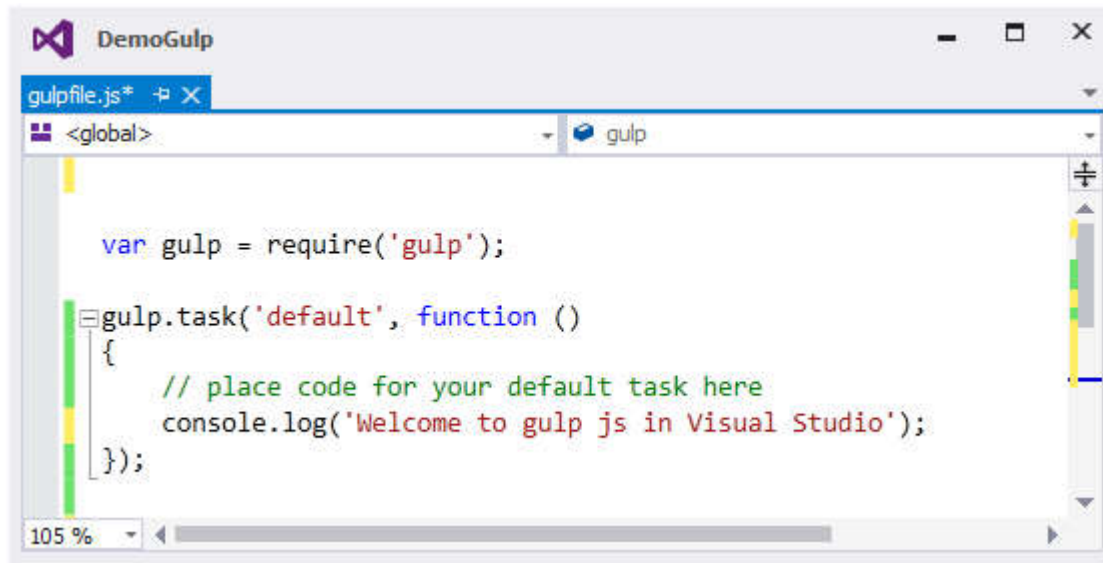 DemoGulp
gulpfile.js*
<global>
gulp
var gulp = require('gulp');
gulp.task('default', function ()
{
// place code for your default task here
console.log('Welcome to gulp js in Visual Studio');
});
105 %